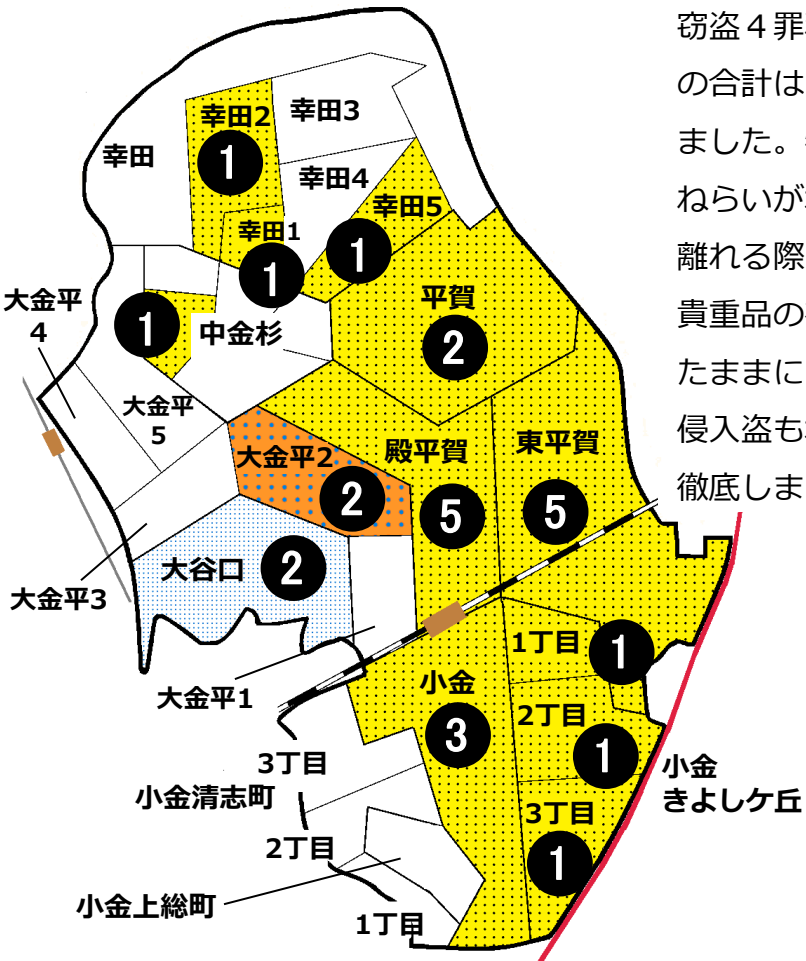 窃盗４罪
の合計は
ました。
ねらいが
離れる際
貴重品の
たままに
侵入盗も
徹底しま
幸田2
1
幸田3
幸田
幸田4
幸田5
1
幸田1
1
大金平
4
1
中金杉
平賀
2
大金平
5
大金平2
2
殿平賀
5
東平賀
5
大谷口
2
大金平3
大金平1
1丁目
1
小金
3
2丁目
1
3丁目
1
小金
きよしケ丘
3丁目
小金清志町
2丁目
小金上総町
1丁目